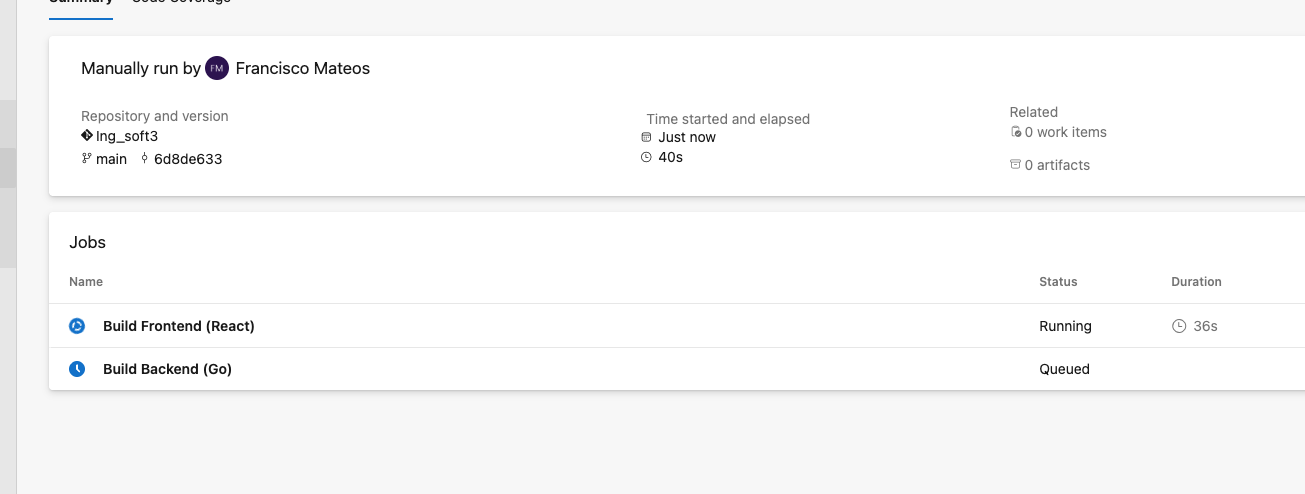 Summary Code Coverage
Manually run by FM Francisco Mateos
Repository and version
Ing_soft3
main 6d8de633
Time started and elapsed
Just now
40s
Related
0 work items
0 artifacts
Jobs
Name Status Duration
Build Frontend (React) Running 36s
Build Backend (Go) Queued